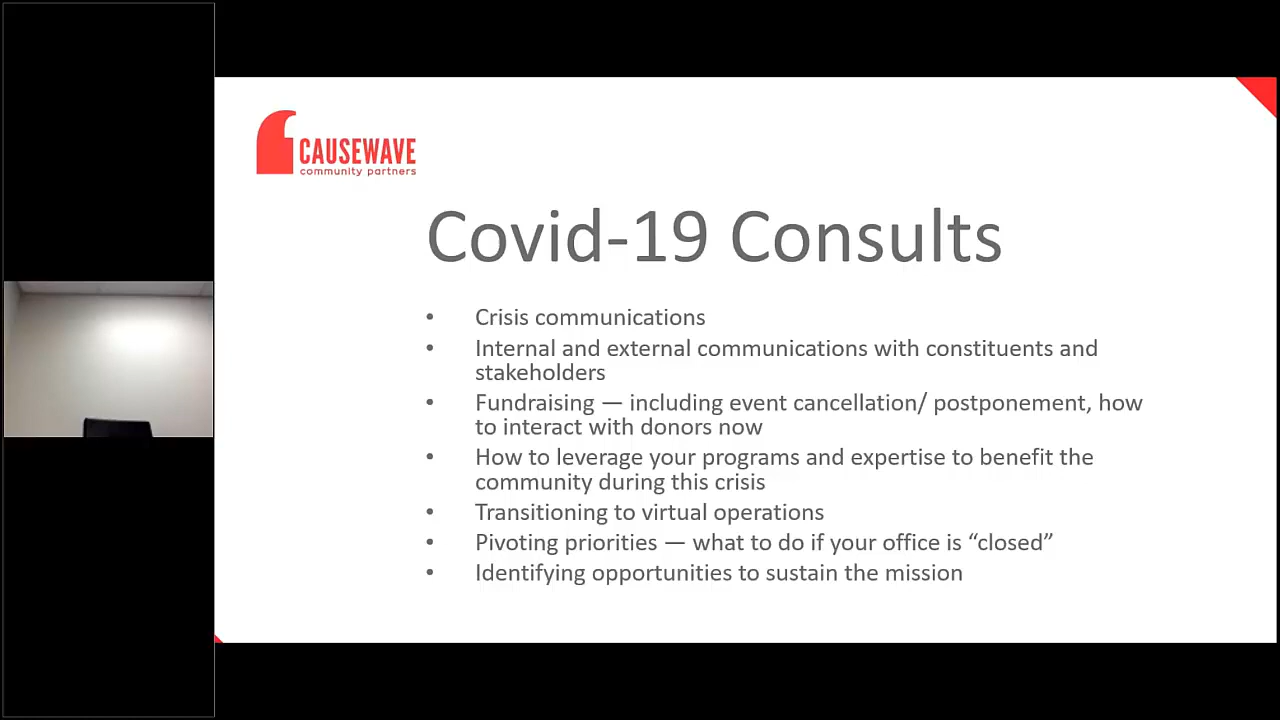 CAUSEWAVE
community partners
Covid-19 Consults
• Crisis communications
• Internal and external communications with constituents and
stakeholders
• Fundraising — including event cancellation/ postponement, how
to interact with donors now
• How to leverage your programs and expertise to benefit the
community during this crisis
• Transitioning to virtual operations
• Pivoting priorities — what to do if your office is “closed”
• Identifying opportunities to sustain the mission